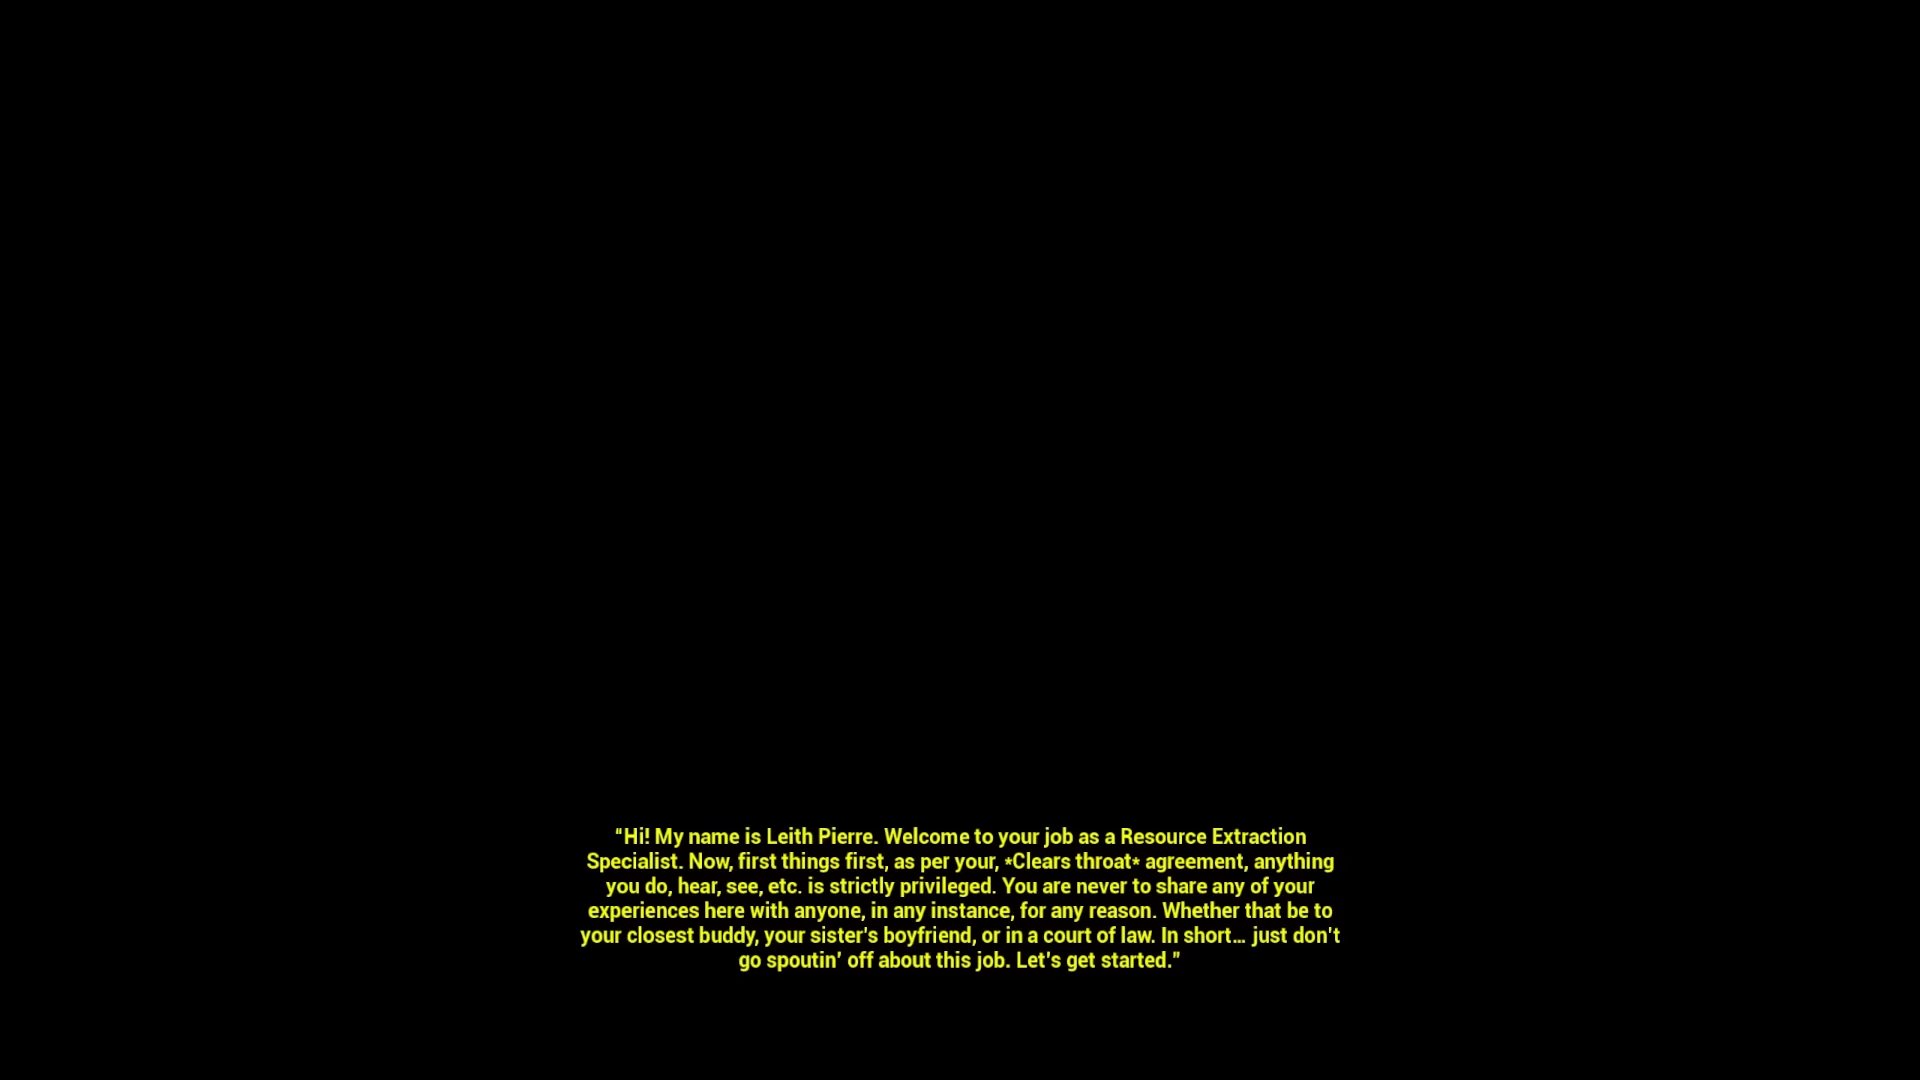 “Hi! My name is Leith Pierre. Welcome to your job as a Resource Extraction
Specialist. Now, first things first, as per your, *Clears throat* agreement, anything
you do, hear, see, etc. is strictly privileged. You are never to share any of your
experiences here with anyone, in any instance, for any reason. Whether that be to
your closest buddy, your sister's boyfriend, or in a court of law. In short… just don't
go spoutin’ off about this job. Let's get started.”